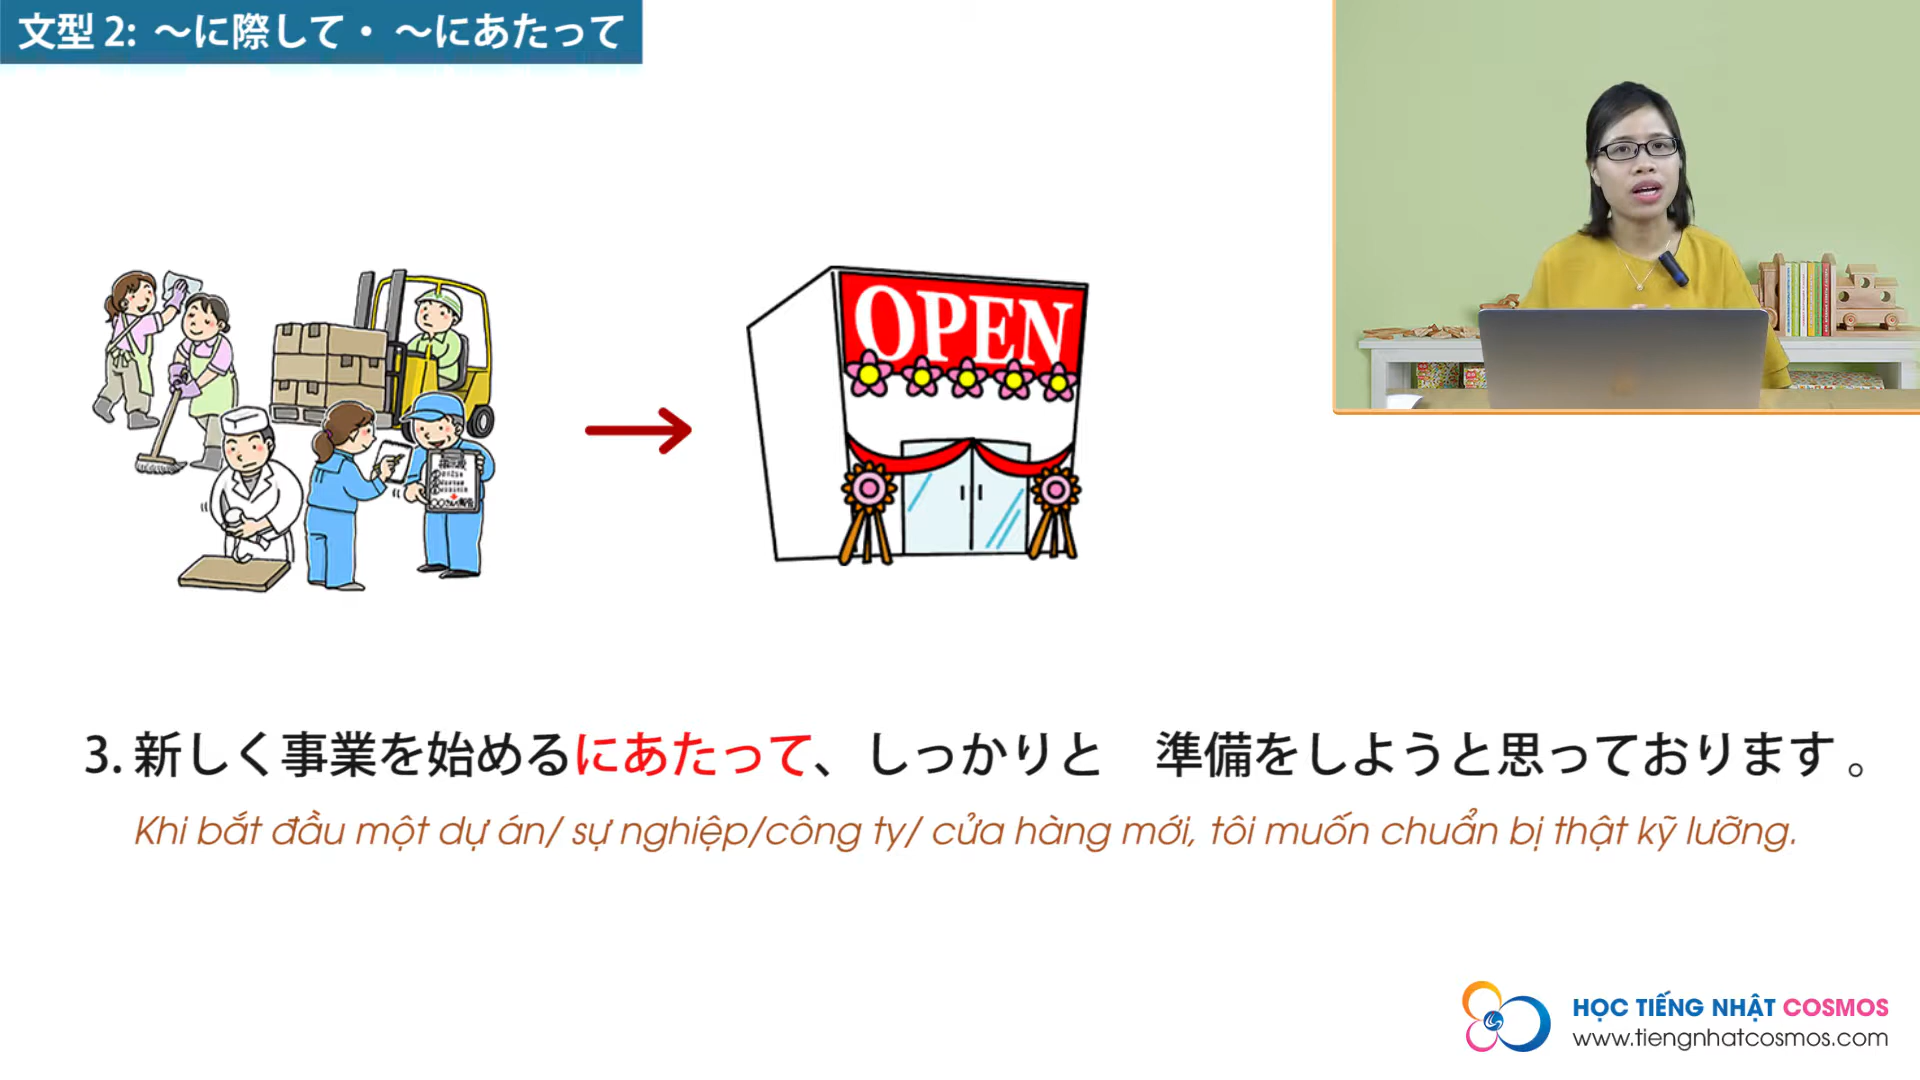 文型 2: ～に際して・ ～にあたって
OPEN
3. 新しく事業を始めるにあたって、しっかりと 準備をしようと思っております。
Khi bắt đầu một dự án/ sự nghiệp/công ty/ cửa hàng mới, tôi muốn chuẩn bị thật kỹ lưỡng.
HỌC TIẾNG NHẬT COSMOS
www.tiengnhatcosmos.com